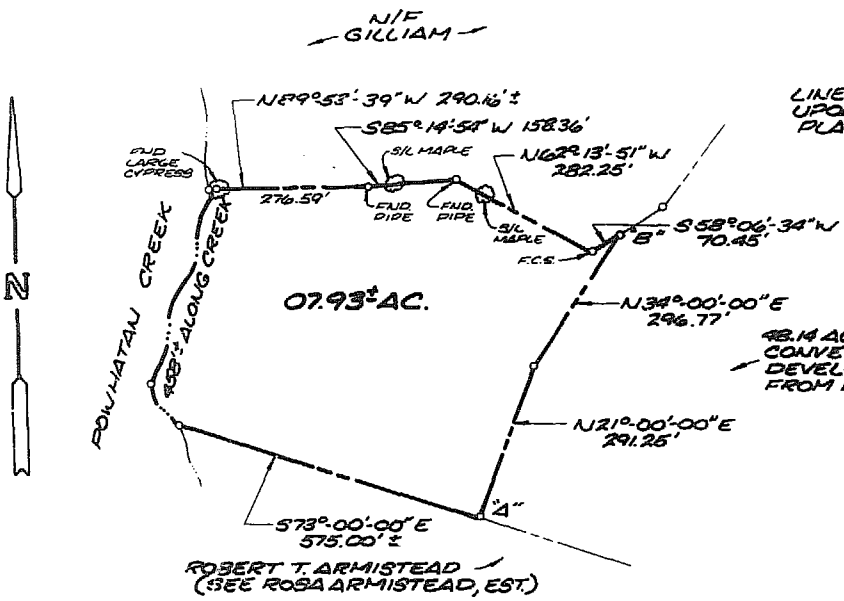 N/F
GILLIAM
N89°-53'-39"W 290.16'±
S85°-14'-54"W 158.36'
S/L MAPLE
N62°-13'-51"W
282.25'
LINE
UPO
PLA
FND
LARGE
CYPRESS
276.59'
FND.
PIPE
FND.
PIPE
S/L
MAPLE
F.C.S.
"B"
S58°-06'-34"W
70.45'
POWHATAN CREEK
458'± ALONG CREEK
N
07.93± AC.
N34°-00'-00"E
296.77'
48.14 AC
CONVE
DEVEL
FROM
N21°-00'-00"E
291.25'
"A"
S73°-00'-00"E
575.00'±
ROBERT T. ARMISTEAD
(SEE ROSA ARMISTEAD, EST.)